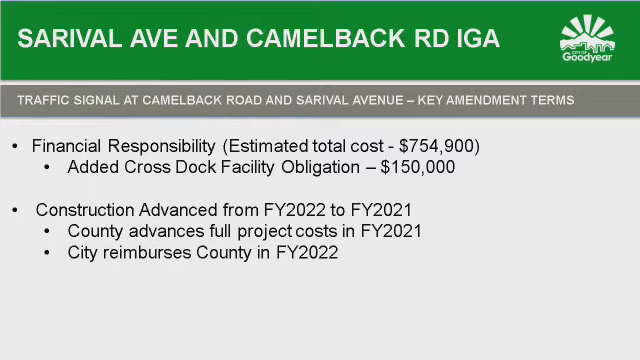 SARIVAL AVE AND CAMELBACK RD IGA
CITY OF
Goodyear
TRAFFIC SIGNAL AT CAMELBACK ROAD AND SARIVAL AVENUE – KEY AMENDMENT TERMS
• Financial Responsibility (Estimated total cost - $754,900)
• Added Cross Dock Facility Obligation – $150,000
• Construction Advanced from FY2022 to FY2021
• County advances full project costs in FY2021
• City reimburses County in FY2022